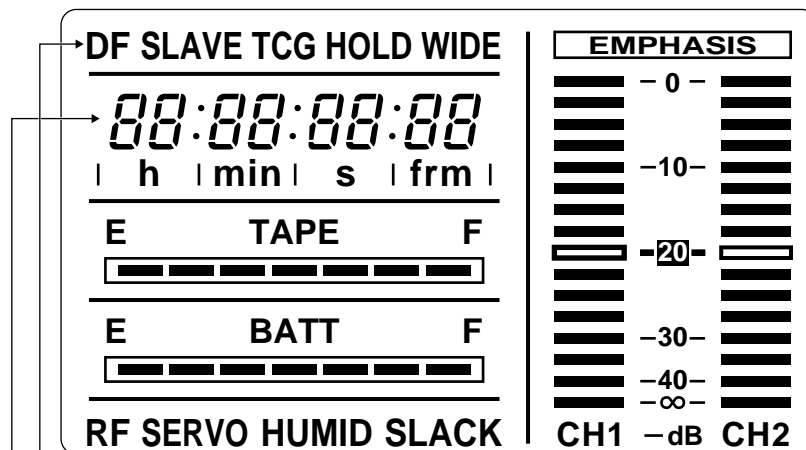 DF SLAVE TCG HOLD WIDE
88:88:88:88
h min s frm
E TAPE F
E BATT F
RF SERVO HUMID SLACK
EMPHASIS
– 0 –
–10–
–20–
–30–
–40–
–∞–
CH1 –dB CH2